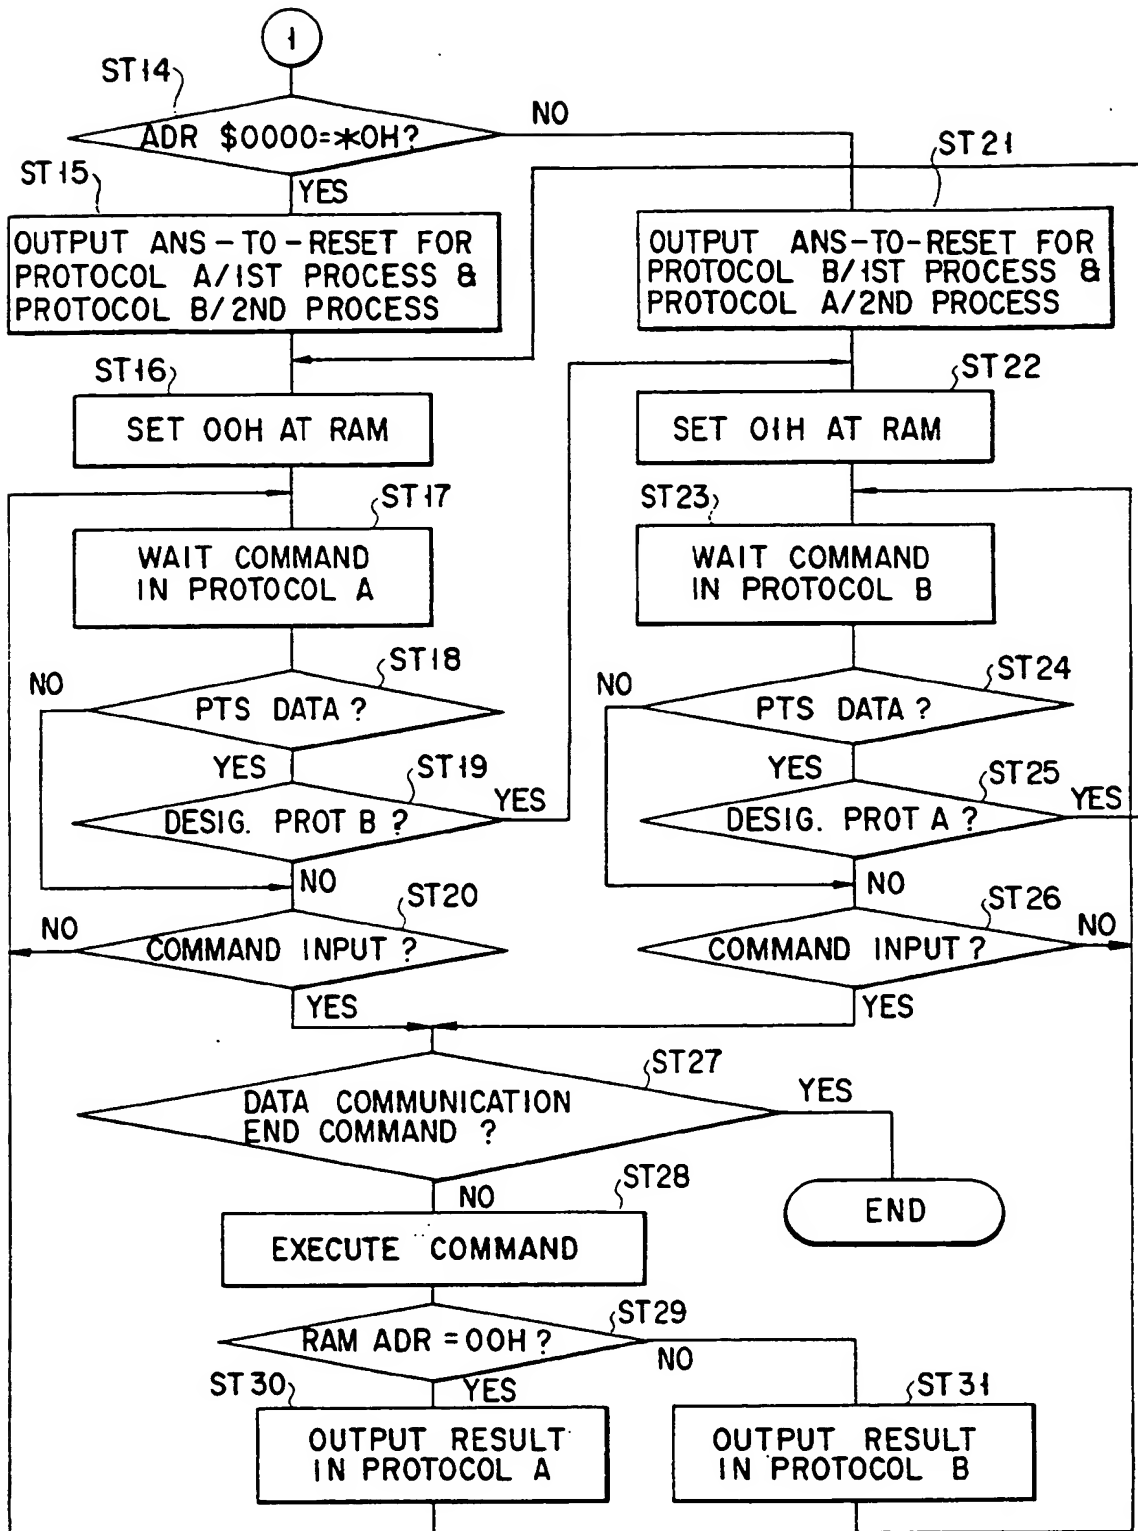 1
ST14
ADR $0000=*0H?
NO
YES
ST15
OUTPUT ANS-TO-RESET FOR
PROTOCOL A/1ST PROCESS &
PROTOCOL B/2ND PROCESS
ST21
OUTPUT ANS-TO-RESET FOR
PROTOCOL B/1ST PROCESS &
PROTOCOL A/2ND PROCESS
ST16
SET 00H AT RAM
ST22
SET 01H AT RAM
ST17
WAIT COMMAND
IN PROTOCOL A
ST23
WAIT COMMAND
IN PROTOCOL B
ST18
NO
PTS DATA ?
YES
ST24
NO
PTS DATA ?
YES
ST19
DESIG. PROT B ?
YES
NO
ST25
DESIG. PROT A ?
YES
NO
ST20
NO
COMMAND INPUT ?
YES
ST26
COMMAND INPUT ?
NO
YES
ST27
DATA COMMUNICATION
END COMMAND ?
YES
NO
END
ST28
EXECUTE COMMAND
ST29
RAM ADR = 00H ?
NO
YES
ST30
OUTPUT RESULT
IN PROTOCOL A
ST31
OUTPUT RESULT
IN PROTOCOL B